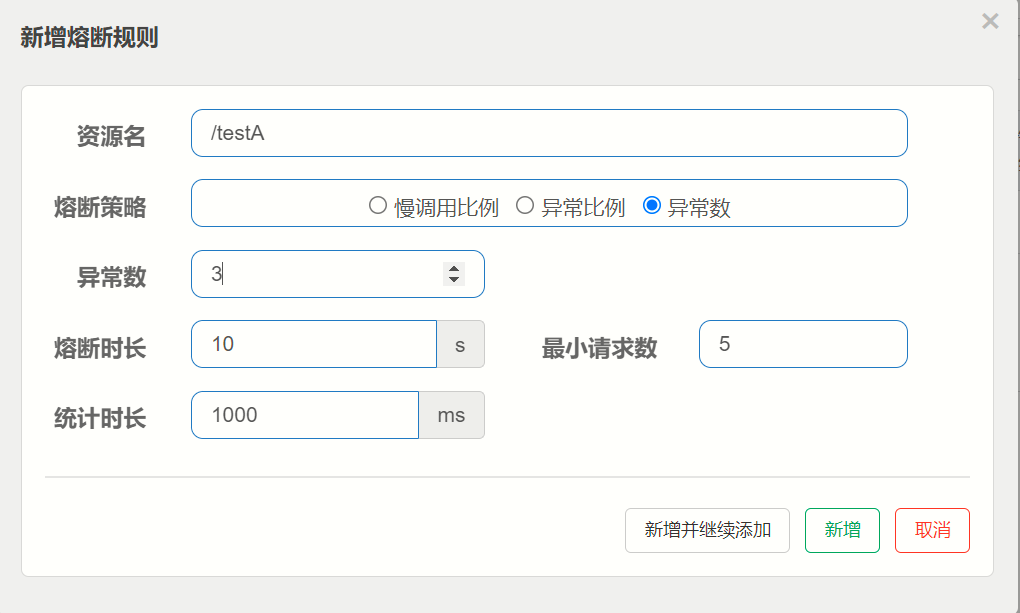 新增熔断规则
×
资源名 /testA
熔断策略 慢调用比例 异常比例 异常数
异常数 3
熔断时长 10 s 最小请求数 5
统计时长 1000 ms
新增并继续添加 新增 取消